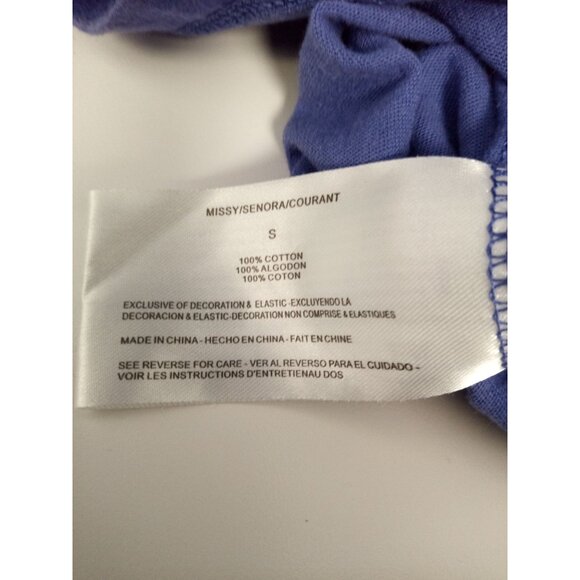 MISSY/SENORA/COURANT
S
100% COTTON
100% ALGODON
100% COTON
EXCLUSIVE OF DECORATION & ELASTIC -EXCLUYENDO LA
DECORACION & ELASTIC-DECORATION NON COMPRISE & ELASTIQUES
MADE IN CHINA - HECHO EN CHINA - FAIT EN CHINE
SEE REVERSE FOR CARE - VER AL REVERSO PARA EL CUIDADO -
VOIR LES INSTRUCTIONS D'ENTRETIENAU DOS